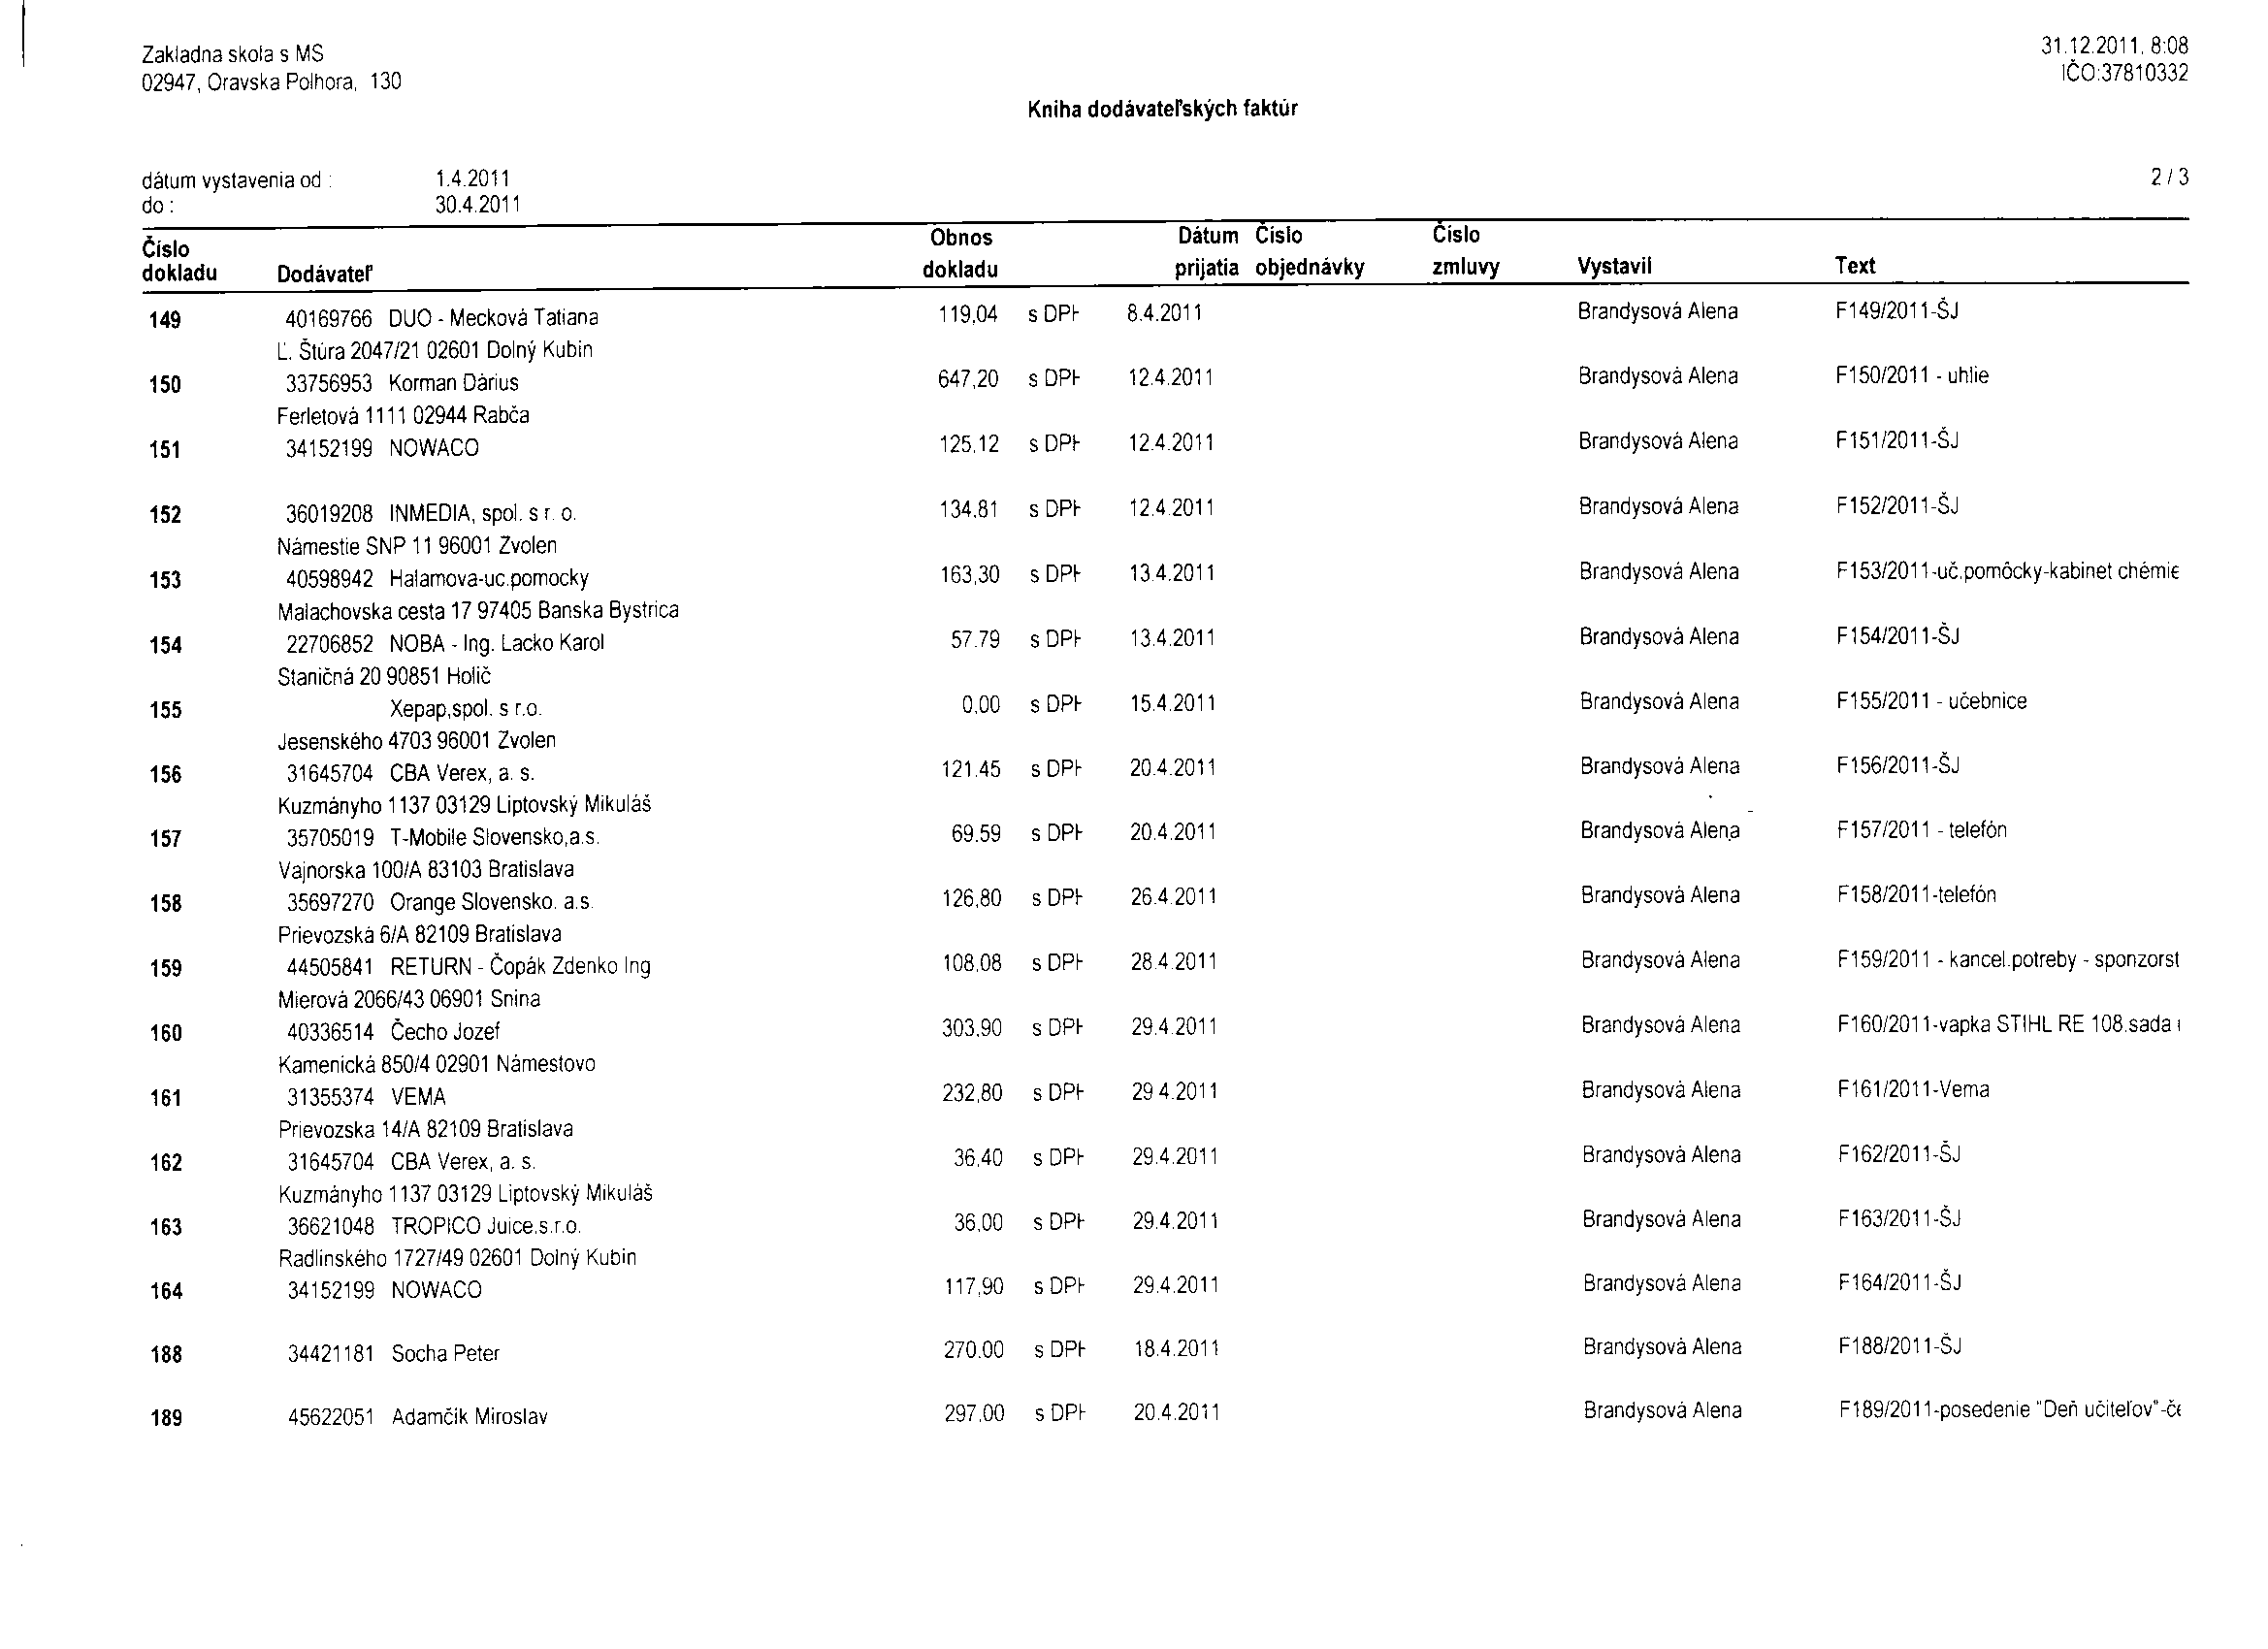 Zakladna skola s MS
02947, Oravska Polhora, 130
31.12.2011, 8:08
IČO:37810332
Kniha dodávateľských faktúr
dátum vystavenia od : 1.4.2011
do : 30.4.2011
2 / 3
Číslo dokladu Dodávateľ Obnos dokladu Dátum prijatia Číslo objednávky Číslo zmluvy Vystavil Text
149 40169766 DUO - Mecková Tatiana 119,04 s DPH 8.4.2011 Brandysová Alena F149/2011-ŠJ
Ľ. Štúra 2047/21 02601 Dolný Kubín
150 33756953 Korman Dárius 647,20 s DPH 12.4.2011 Brandysová Alena F150/2011 - uhlie
Ferletová 1111 02944 Rabča
151 34152199 NOWACO 125,12 s DPH 12.4.2011 Brandysová Alena F151/2011-ŠJ
152 36019208 INMEDIA, spol. s r. o. 134,81 s DPH 12.4.2011 Brandysová Alena F152/2011-ŠJ
Námestie SNP 11 96001 Zvolen
153 40598942 Halamova-uc.pomocky 163,30 s DPH 13.4.2011 Brandysová Alena F153/2011-uč.pomôcky-kabinet chémie
Malachovska cesta 17 97405 Banska Bystrica
154 22706852 NOBA - Ing. Lacko Karol 57,79 s DPH 13.4.2011 Brandysová Alena F154/2011-ŠJ
Staničná 20 90851 Holíč
155 Xepap,spol. s r.o. 0,00 s DPH 15.4.2011 Brandysová Alena F155/2011 - učebnice
Jesenského 4703 96001 Zvolen
156 31645704 CBA Verex, a. s. 121,45 s DPH 20.4.2011 Brandysová Alena F156/2011-ŠJ
Kuzmányho 1137 03129 Liptovský Mikuláš
157 35705019 T-Mobile Slovensko,a.s. 69,59 s DPH 20.4.2011 Brandysová Alena F157/2011 - telefón
Vajnorska 100/A 83103 Bratislava
158 35697270 Orange Slovensko, a.s. 126,80 s DPH 26.4.2011 Brandysová Alena F158/2011-telefón
Prievozská 6/A 82109 Bratislava
159 44505841 RETURN - Čopák Zdenko Ing 108,08 s DPH 28.4.2011 Brandysová Alena F159/2011 - kancel.potreby - sponzorst
Mierová 2066/43 06901 Snina
160 40336514 Čecho Jozef 303,90 s DPH 29.4.2011 Brandysová Alena F160/2011-vapka STIHL RE 108,sada
Kamenická 850/4 02901 Námestovo
161 31355374 VEMA 232,80 s DPH 29.4.2011 Brandysová Alena F161/2011-Vema
Prievozska 14/A 82109 Bratislava
162 31645704 CBA Verex, a. s. 36,40 s DPH 29.4.2011 Brandysová Alena F162/2011-ŠJ
Kuzmányho 1137 03129 Liptovský Mikuláš
163 36621048 TROPICO Juice,s.r.o. 36,00 s DPH 29.4.2011 Brandysová Alena F163/2011-ŠJ
Radlinského 1727/49 02601 Dolný Kubín
164 34152199 NOWACO 117,90 s DPH 29.4.2011 Brandysová Alena F164/2011-ŠJ
188 34421181 Socha Peter 270,00 s DPH 18.4.2011 Brandysová Alena F188/2011-ŠJ
189 45622051 Adamčík Miroslav 297,00 s DPH 20.4.2011 Brandysová Alena F189/2011-posedenie "Deň učiteľov"-